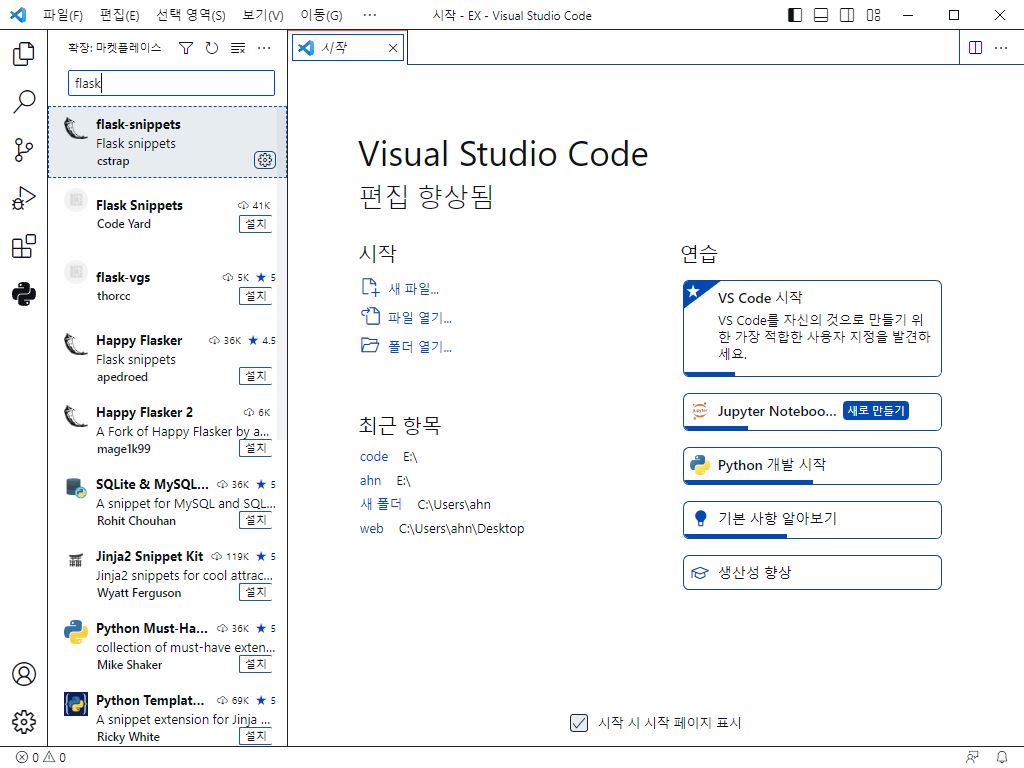 파일(F) 편집(E) 선택 영역(S) 보기(V) 이동(G) ··· 시작 - EX - Visual Studio Code
확장: 마켓플레이스
flask
flask-snippets
Flask snippets
cstrap
Flask Snippets 41K
Code Yard 설치
flask-vgs 5K ★ 5
thorcc 설치
Happy Flasker 36K ★ 4.5
Flask snippets
apedroed 설치
Happy Flasker 2 6K
A Fork of Happy Flasker by a...
mage1k99 설치
SQLite & MySQL... 36K ★ 5
A snippet for MySQL and SQL...
Rohit Chouhan 설치
Jinja2 Snippet Kit 119K ★ 5
Jinja2 snippets for cool attrac...
Wyatt Ferguson 설치
Python Must-Ha... 36K ★ 5
collection of must-have exten...
Mike Shaker 설치
Python Templat... 69K ★ 5
A snippet extension for Jinja ...
Ricky White 설치
시작
Visual Studio Code
편집 향상됨
시작
새 파일...
파일 열기...
폴더 열기...
최근 항목
code E:\
ahn E:\
새 폴더 C:\Users\ahn
web C:\Users\ahn\Desktop
연습
VS Code 시작
VS Code를 자신의 것으로 만들기 위
한 가장 적합한 사용자 지정을 발견하
세요.
Jupyter Noteboo... 새로 만들기
Python 개발 시작
기본 사항 알아보기
생산성 향상
시작 시 시작 페이지 표시
0 0